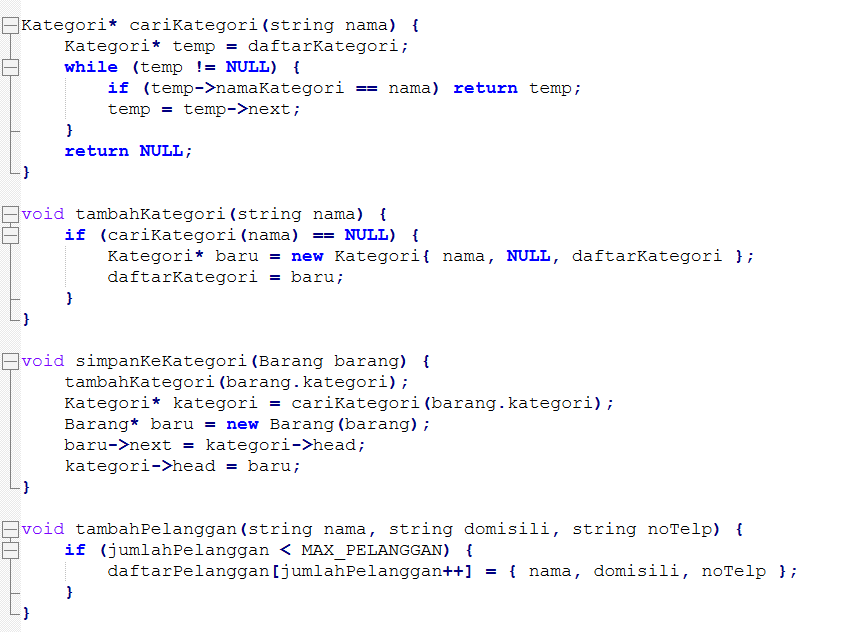 Kategori* cariKategori(string nama) {
    Kategori* temp = daftarKategori;
    while (temp != NULL) {
        if (temp->namaKategori == nama) return temp;
        temp = temp->next;
    }
    return NULL;
}

void tambahKategori(string nama) {
    if (cariKategori(nama) == NULL) {
        Kategori* baru = new Kategori{ nama, NULL, daftarKategori };
        daftarKategori = baru;
    }
}

void simpanKeKategori(Barang barang) {
    tambahKategori(barang.kategori);
    Kategori* kategori = cariKategori(barang.kategori);
    Barang* baru = new Barang(barang);
    baru->next = kategori->head;
    kategori->head = baru;
}

void tambahPelanggan(string nama, string domisili, string noTelp) {
    if (jumlahPelanggan < MAX_PELANGGAN) {
        daftarPelanggan[jumlahPelanggan++] = { nama, domisili, noTelp };
    }
}